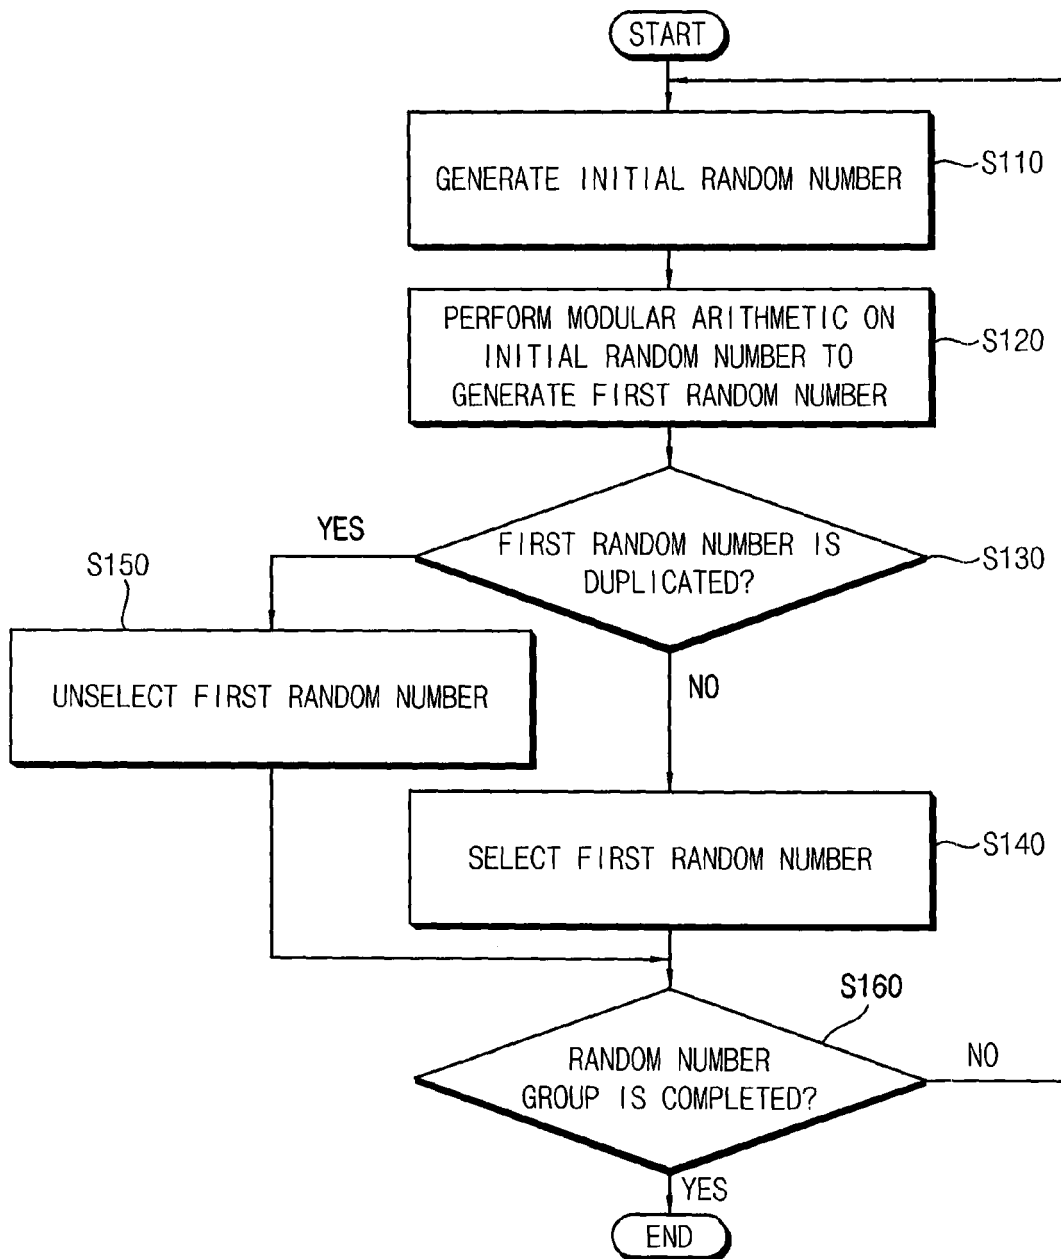 START
GENERATE INITIAL RANDOM NUMBER
S110
PERFORM MODULAR ARITHMETIC ON
INITIAL RANDOM NUMBER TO
GENERATE FIRST RANDOM NUMBER
S120
YES
FIRST RANDOM NUMBER IS
DUPLICATED?
S130
S150
UNSELECT FIRST RANDOM NUMBER
NO
SELECT FIRST RANDOM NUMBER
S140
S160
RANDOM NUMBER
GROUP IS COMPLETED?
NO
YES
END